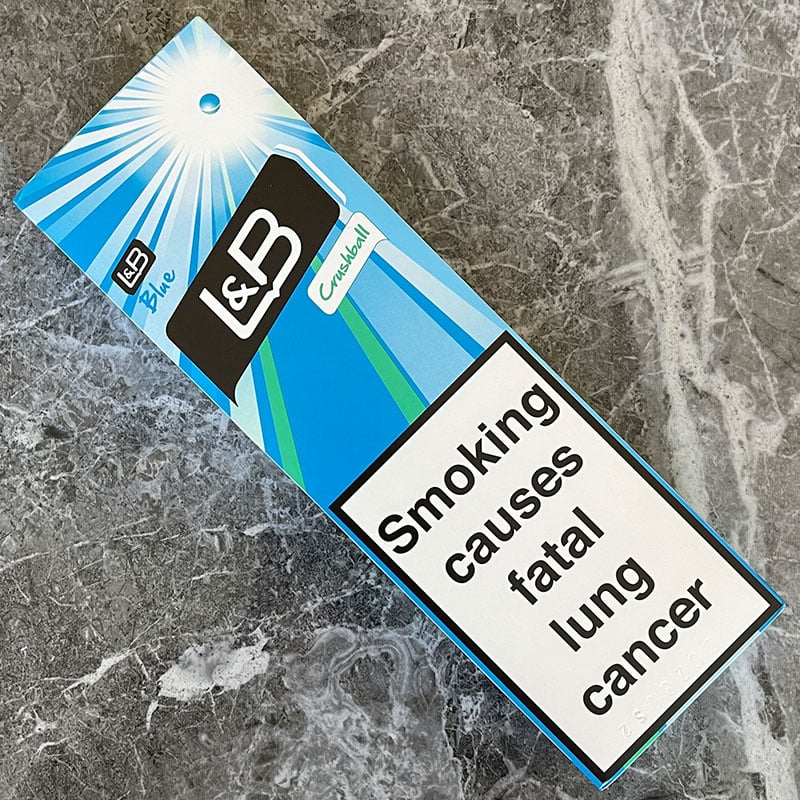 L&B
Blue
L&B
Crushball
Smoking
causes
fatal
lung
cancer